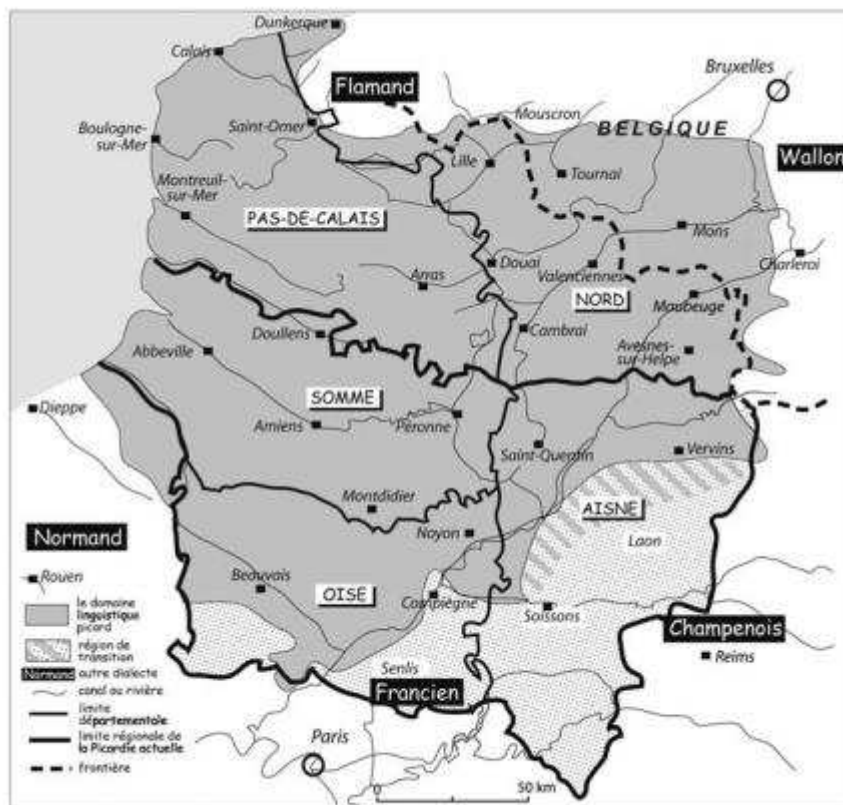 Dunkerque
Calais
Bruxelles
Flamand
Mouscron
Saint-Omer
BELGIQUE
Boulogne-
sur-Mer
Lille
Wallon
Tournai
Montreuil-
sur-Mer
PAS-DE-CALAIS
Mons
Douai
Charleroi
Valenciennes
Arras
NORD
Maubeuge
Doullens
Cambrai
Abbeville
Avesnes-
sur-Helpe
SOMME
Dieppe
Amiens
Péronne
Saint-Quentin
Vervins
Montdidier
AISNE
Normand
Noyon
Laon
Rouen
Beauvais
OISE
Compiègne
Soissons
le domaine
linguistique
picard
Champenois
région de
transition
Reims
Senlis
Normand autre dialecte
Francien
canal ou rivière
limite
départementale
Paris
limite régionale de
la Picardie actuelle
frontière
0 50 km